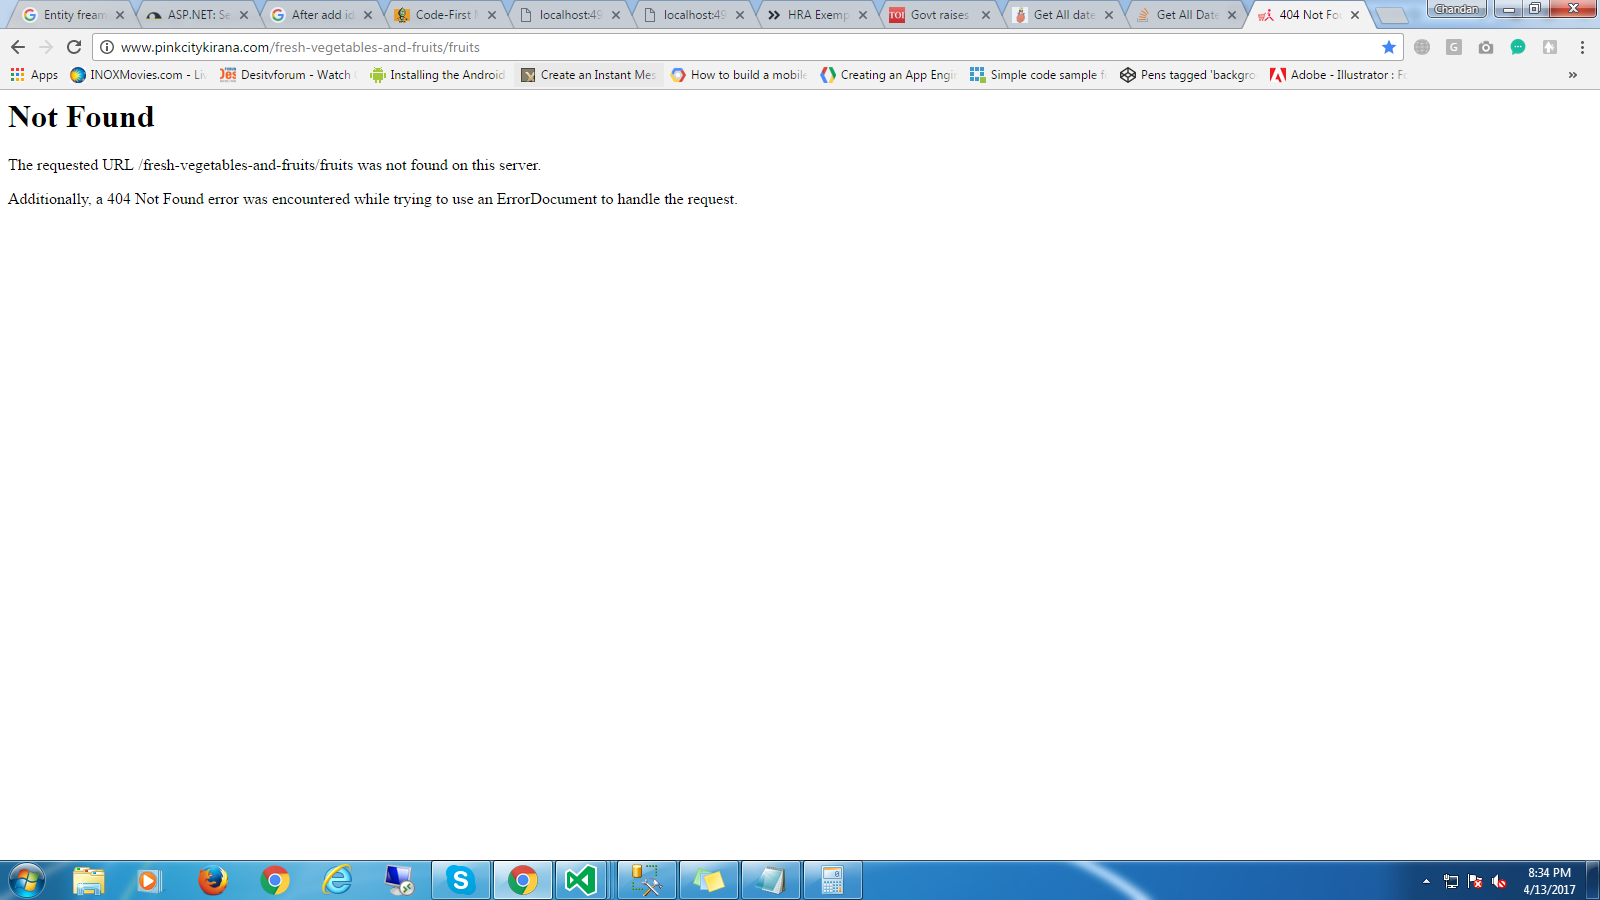 Entity fream
ASP.NET: Se
After add id
Code-First
localhost:49
localhost:49
HRA Exemp
TOI
Govt raises
Get All date
Get All Date
404 Not Fou
Chandan
www.pinkcitykirana.com/fresh-vegetables-and-fruits/fruits
Apps
INOXMovies.com - Liv
Desitvforum - Watch
Installing the Android
Create an Instant Mes
How to build a mobile
Creating an App Engi
Simple code sample f
Pens tagged 'backgro
Adobe - Illustrator : Fo
Not Found
The requested URL /fresh-vegetables-and-fruits/fruits was not found on this server.
Additionally, a 404 Not Found error was encountered while trying to use an ErrorDocument to handle the request.
8:34 PM
4/13/2017